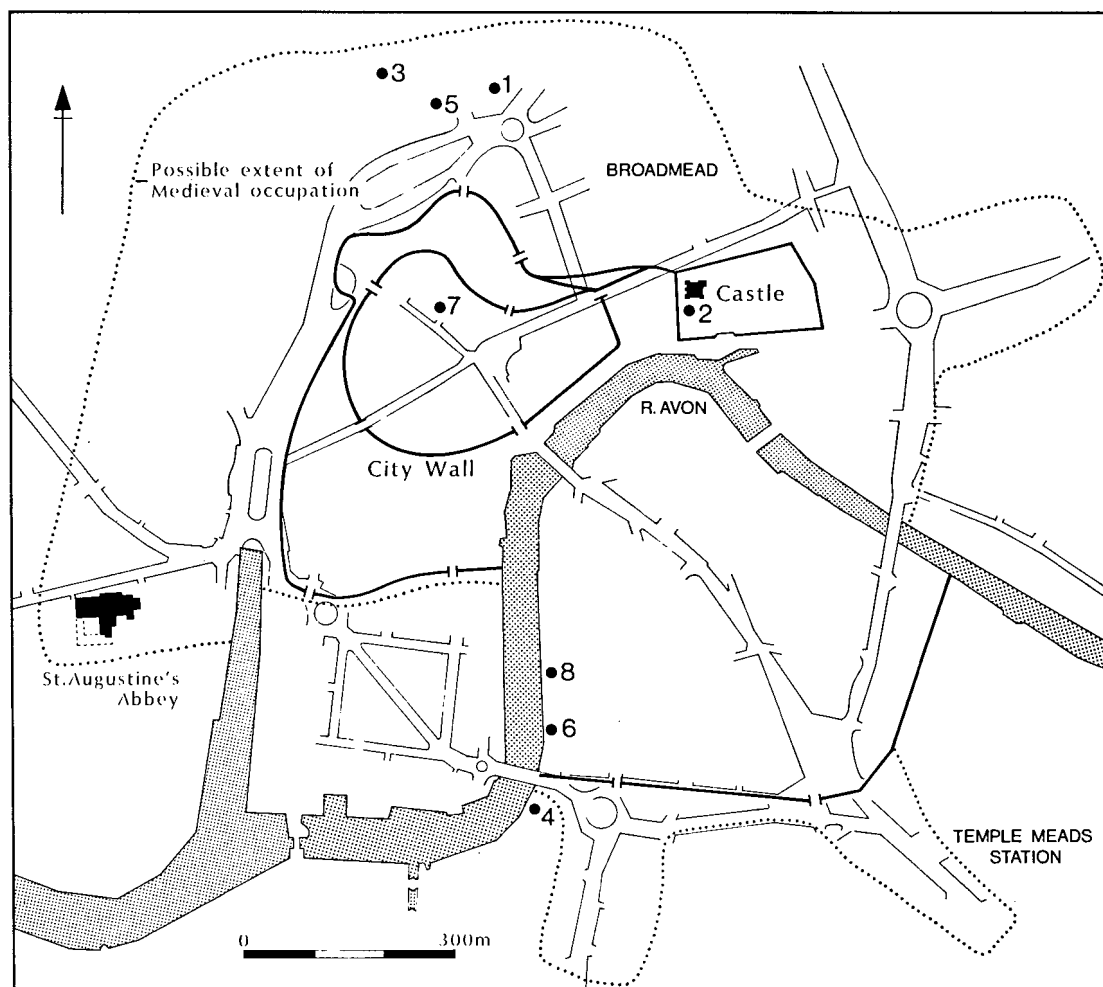 3
1
5
Possible extent of
Medieval occupation
BROADMEAD
Castle
2
7
R. AVON
City Wall
St.Augustine's
Abbey
8
6
4
TEMPLE MEADS
STATION
0 300m